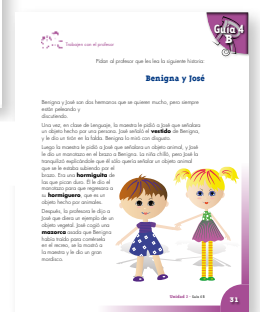 Guía 4
B
Trabajen con el profesor
Pidan al profesor que les lea la siguiente historia:
Benigna y José
Benigna y José son dos hermanos que se quieren mucho, pero siempre
están peleando y
discutiendo.
Una vez, en clase de Lenguaje, la maestra le pidió a José que señalara
un objeto hecho por una persona. José señaló el vestido de Benigna,
y le dio un tirón en la falda. Benigna lo miró con disgusto.
Luego la maestra le pidió a José que señalara un objeto animal, y José
le dio un manotazo en el brazo a Benigna. La niña chilló, pero José la
tranquilizó explicándole que él sólo quería señalar un objeto animal
que se le estaba subiendo por el
brazo. Era una hormiguita de
las que pican duro. Él le dio el
manotazo para que regresara a
su hormiguero, que es un
objeto hecho por animales.
Después, la profesora le dijo a
José que diera un ejemplo de un
objeto vegetal. José cogió una
mazorca asada que Benigna
había traído para comérsela
en el recreo, se la mostró a
la maestra y le dio un gran
mordisco.
Unidad 2 - Guía 4 B
31